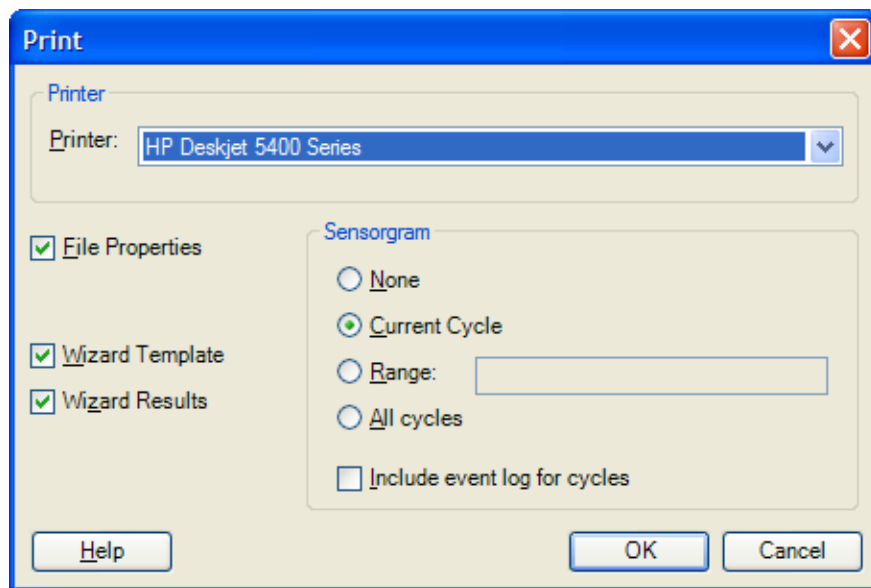 Print
Printer
Printer: HP Deskjet 5400 Series
File Properties
Wizard Template
Wizard Results
Sensorgram
None
Current Cycle
Range:
All cycles
Include event log for cycles
Help
OK
Cancel